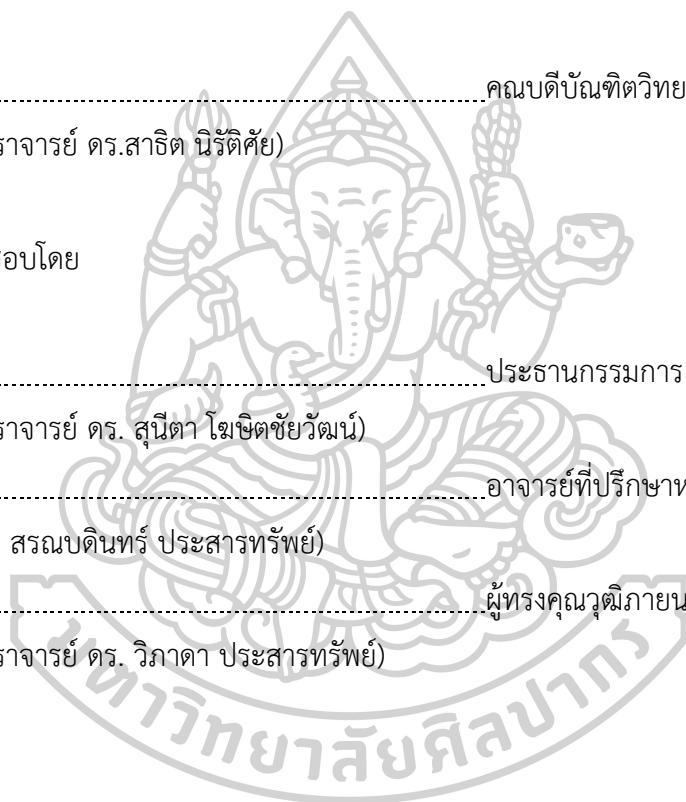 คณบดีบัณฑิตวิทย
ราจารย์ ดร.สาธิต นิรัติศัย)
สอบโดย
ประธานกรรมการ
ราจารย์ ดร. สุนีตา โฆษิตชัยวัฒน์)
อาจารย์ที่ปรึกษาห
สรณบดินทร์ ประสารทรัพย์)
ผู้ทรงคุณวุฒิภายน
ราจารย์ ดร. วิภาดา ประสารทรัพย์)
มหาวิทยาลัยศิลปากร